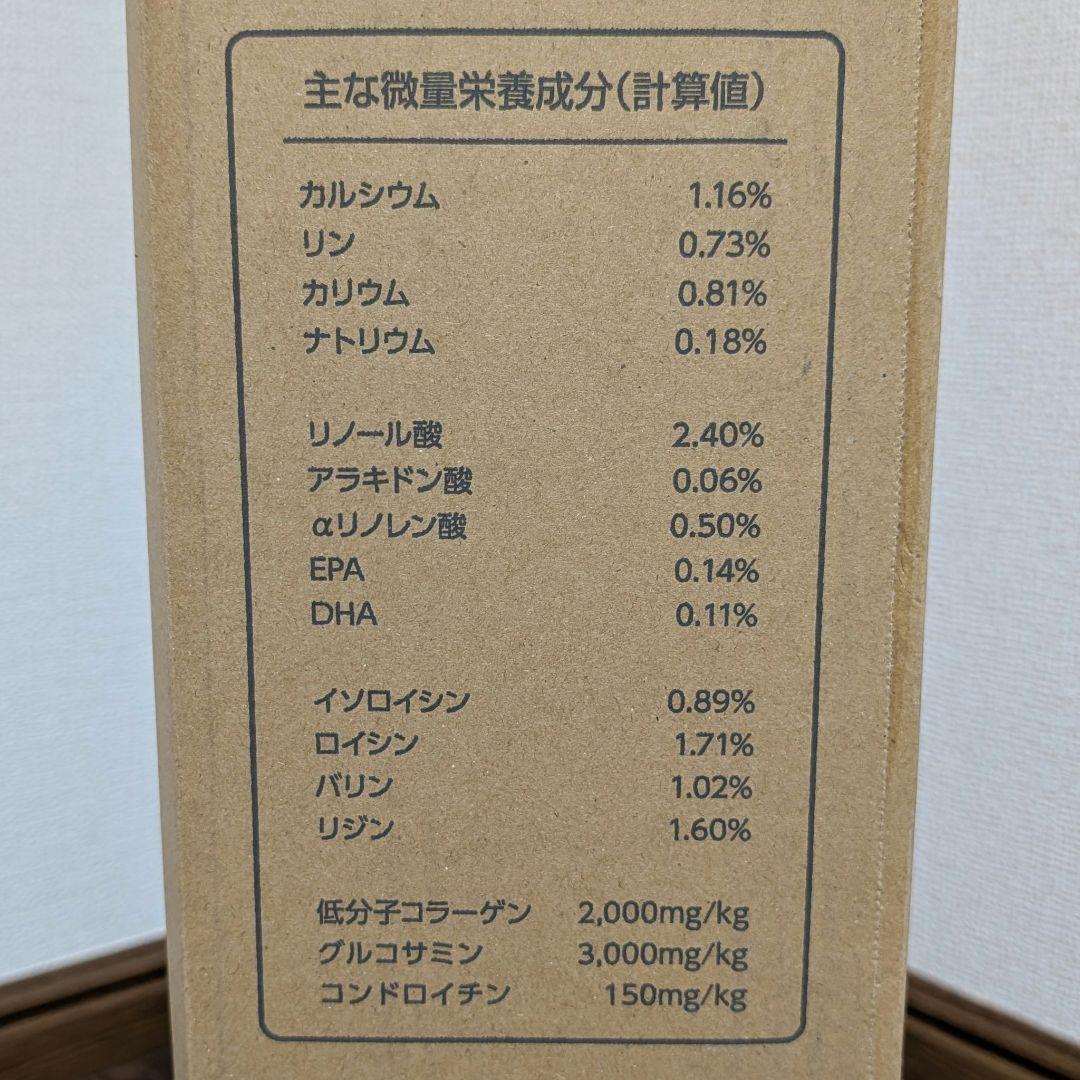 主な微量栄養成分(計算値)
カルシウム 1.16%
リン 0.73%
カリウム 0.81%
ナトリウム 0.18%
リノール酸 2.40%
アラキドン酸 0.06%
αリノレン酸 0.50%
EPA 0.14%
DHA 0.11%
イソロイシン 0.89%
ロイシン 1.71%
バリン 1.02%
リジン 1.60%
低分子コラーゲン 2,000mg/kg
グルコサミン 3,000mg/kg
コンドロイチン 150mg/kg